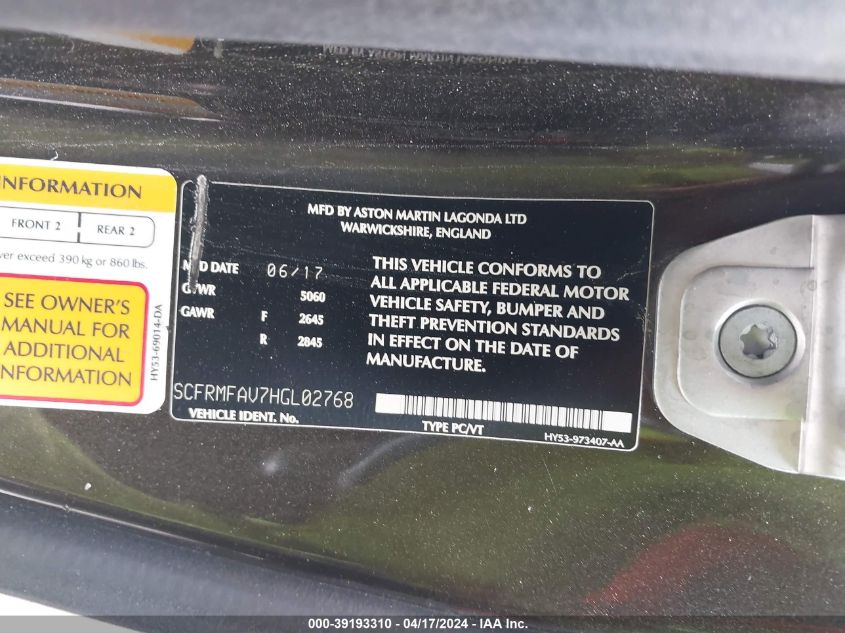 INFORMATION
FRONT 2
REAR 2
ver exceed 390 kg or 860 lbs.
SEE OWNER'S
MANUAL FOR
ADDITIONAL
INFORMATION
HY53-69014-DA
MFD BY ASTON MARTIN LAGONDA LTD
WARWICKSHIRE, ENGLAND
MFD DATE 06/17
GVWR 5060
GAWR F 2645
R 2845
THIS VEHICLE CONFORMS TO
ALL APPLICABLE FEDERAL MOTOR
VEHICLE SAFETY, BUMPER AND
THEFT PREVENTION STANDARDS
IN EFFECT ON THE DATE OF
MANUFACTURE.
SCFRMFAV7HGL02768
VEHICLE IDENT. No.
TYPE PC/VT
HY53-973407-AA
000-39193310 - 04/17/2024 - IAAI.com.